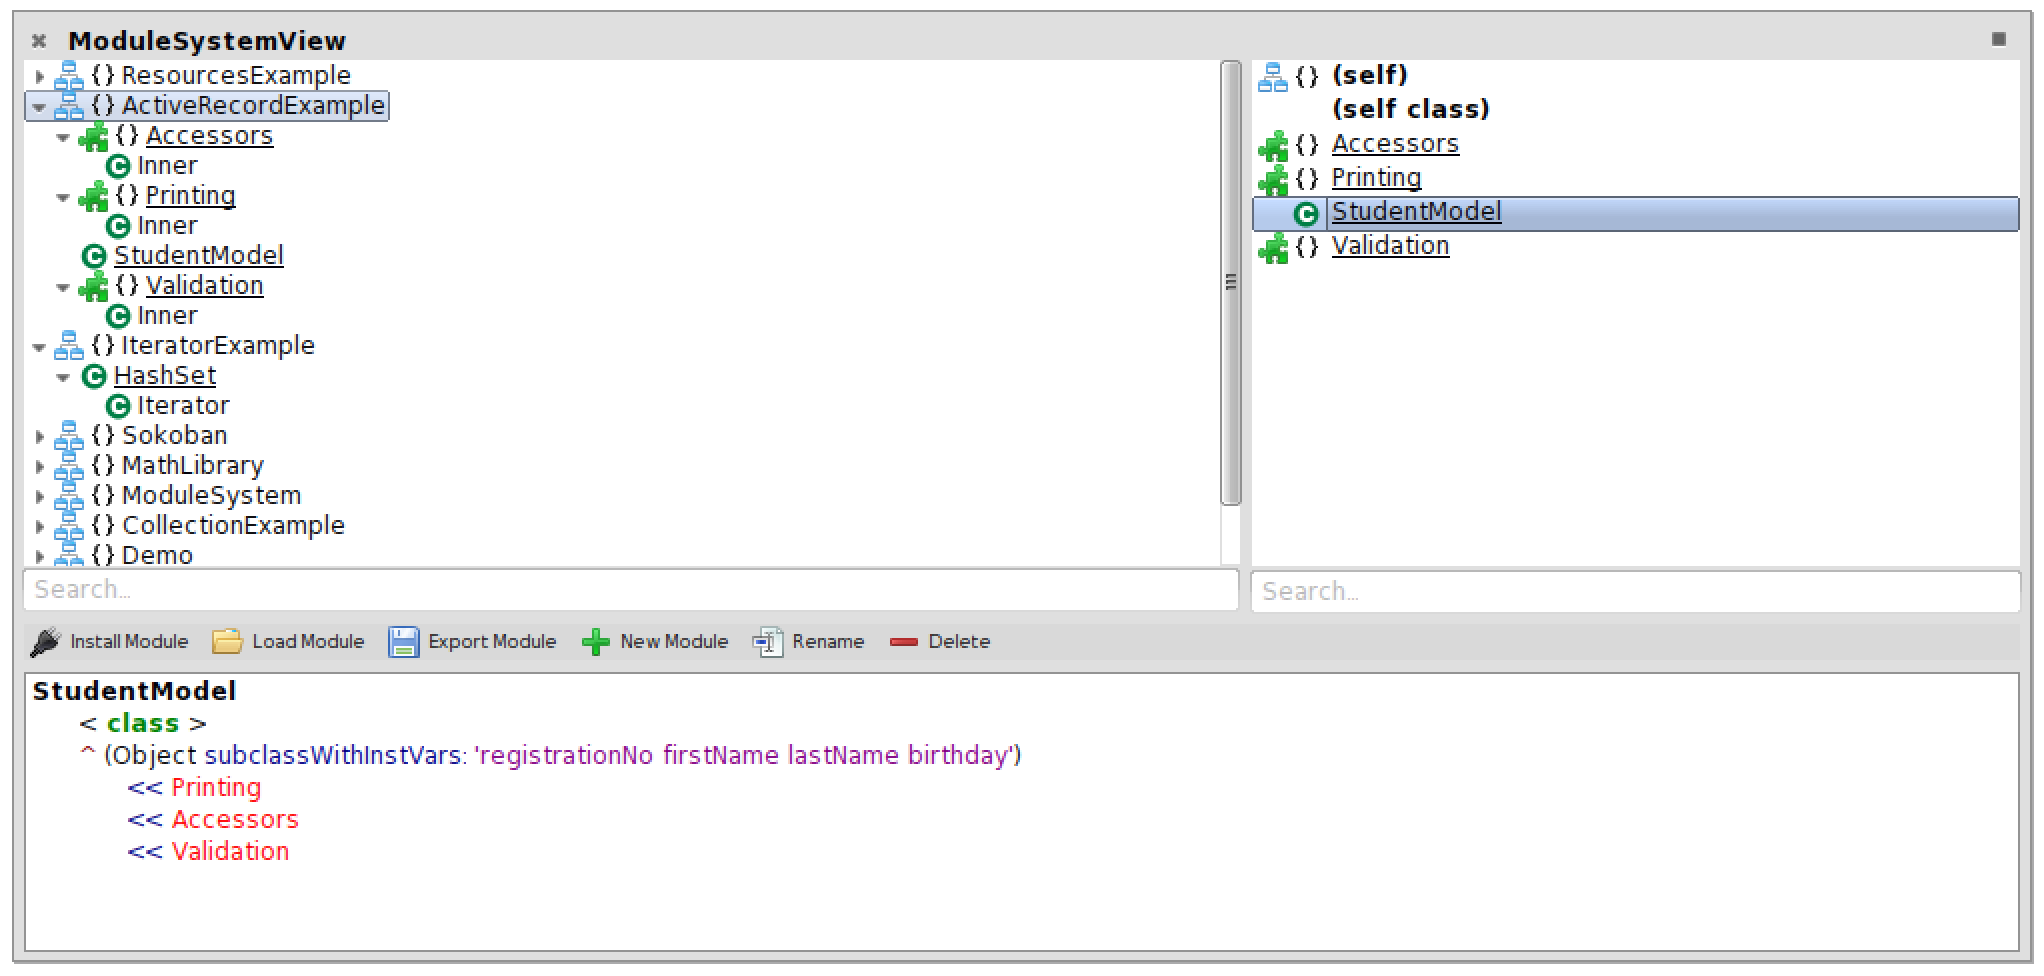 ModuleSystemView
{} ResourcesExample
{} ActiveRecordExample
{} Accessors
C Inner
{} Printing
C Inner
C StudentModel
{} Validation
C Inner
{} IteratorExample
C HashSet
C Iterator
{} Sokoban
{} MathLibrary
{} ModuleSystem
{} CollectionExample
{} Demo
Search...
{} (self)
(self class)
{} Accessors
{} Printing
C StudentModel
{} Validation
Search...
Install Module Load Module Export Module New Module Rename Delete
StudentModel
< class >
^ (Object subclassWithInstVars: 'registrationNo firstName lastName birthday')
<< Printing
<< Accessors
<< Validation